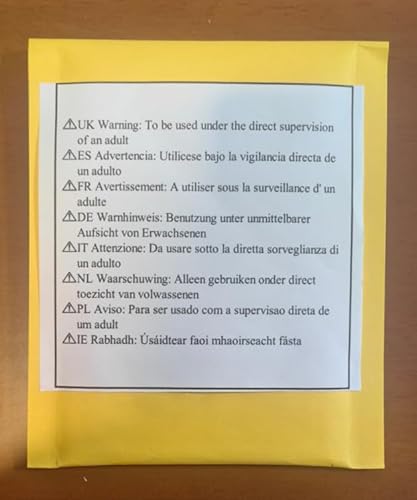 ⚠UK Warning: To be used under the direct supervision
of an adult
⚠ES Advertencia: Utilicese bajo la vigilancia directa de
un adulto
⚠FR Avertissement: A utiliser sous la surveillance d' un
adulte
⚠DE Warnhinweis: Benutzung unter unmittelbarer
Aufsicht von Erwachsenen
⚠IT Attenzione: Da usare sotto la diretta sorveglianza di
un adulto
⚠NL Waarschuwing: Alleen gebruiken onder direct
toezicht van volwassenen
⚠PL Aviso: Para ser usado com a supervisao direta de
um adult
⚠IE Rabhadh: Úsáidtear faoi mhaoirseacht fásta